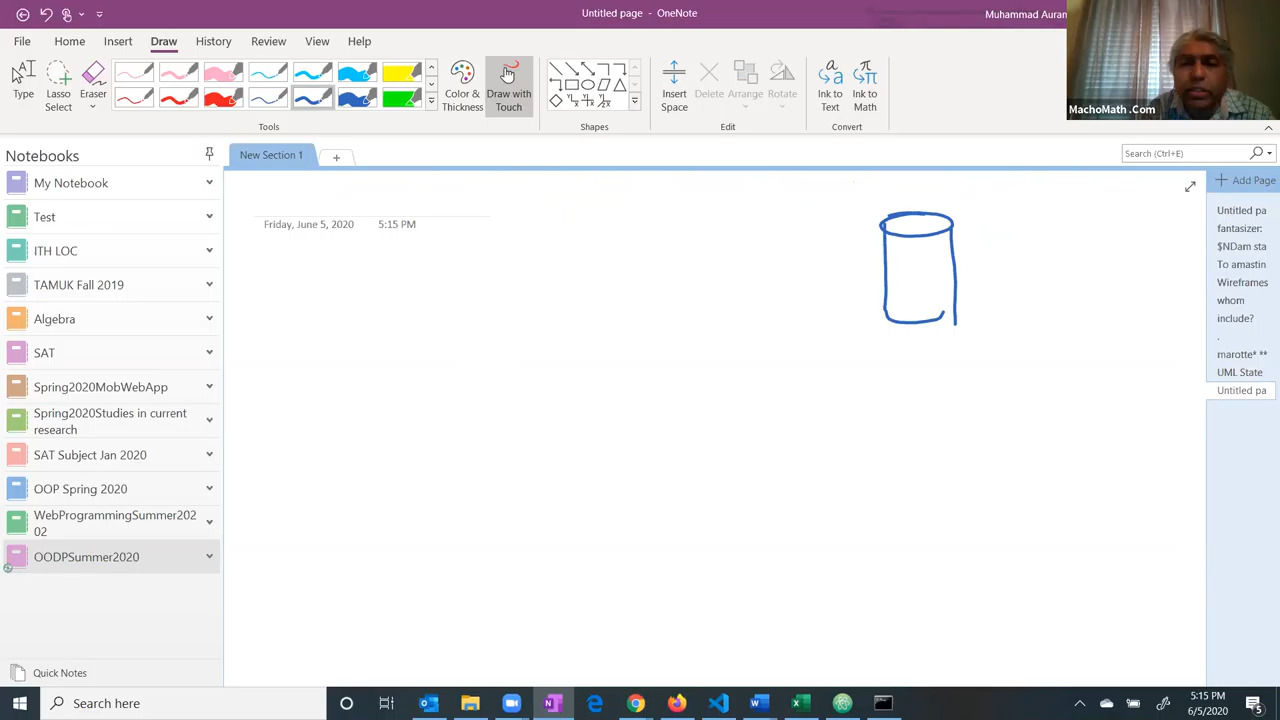 Untitled page - OneNote
Muhammad Auran
File Home Insert Draw History Review View Help
Type
Lasso Select
Eraser
Color & Thickness
Draw with Touch
Insert Space
Delete
Arrange
Rotate
Ink to Text
Ink to Math
Tools
Shapes
Edit
Convert
MachoMath .Com
Notebooks
New Section 1
Search (Ctrl+E)
Add Page
My Notebook
Test
ITH LOC
TAMUK Fall 2019
Algebra
SAT
Spring2020MobWebApp
Spring2020Studies in current
research
SAT Subject Jan 2020
OOP Spring 2020
WebProgrammingSummer202
02
OODPSummer2020
Quick Notes
Friday, June 5, 2020 5:15 PM
Untitled pa
fantasizer:
$NDam sta
To amastin
Wireframes
whom
include?
.
marotte* **
UML State
Untitled pa
Search here
5:15 PM
6/5/2020
5